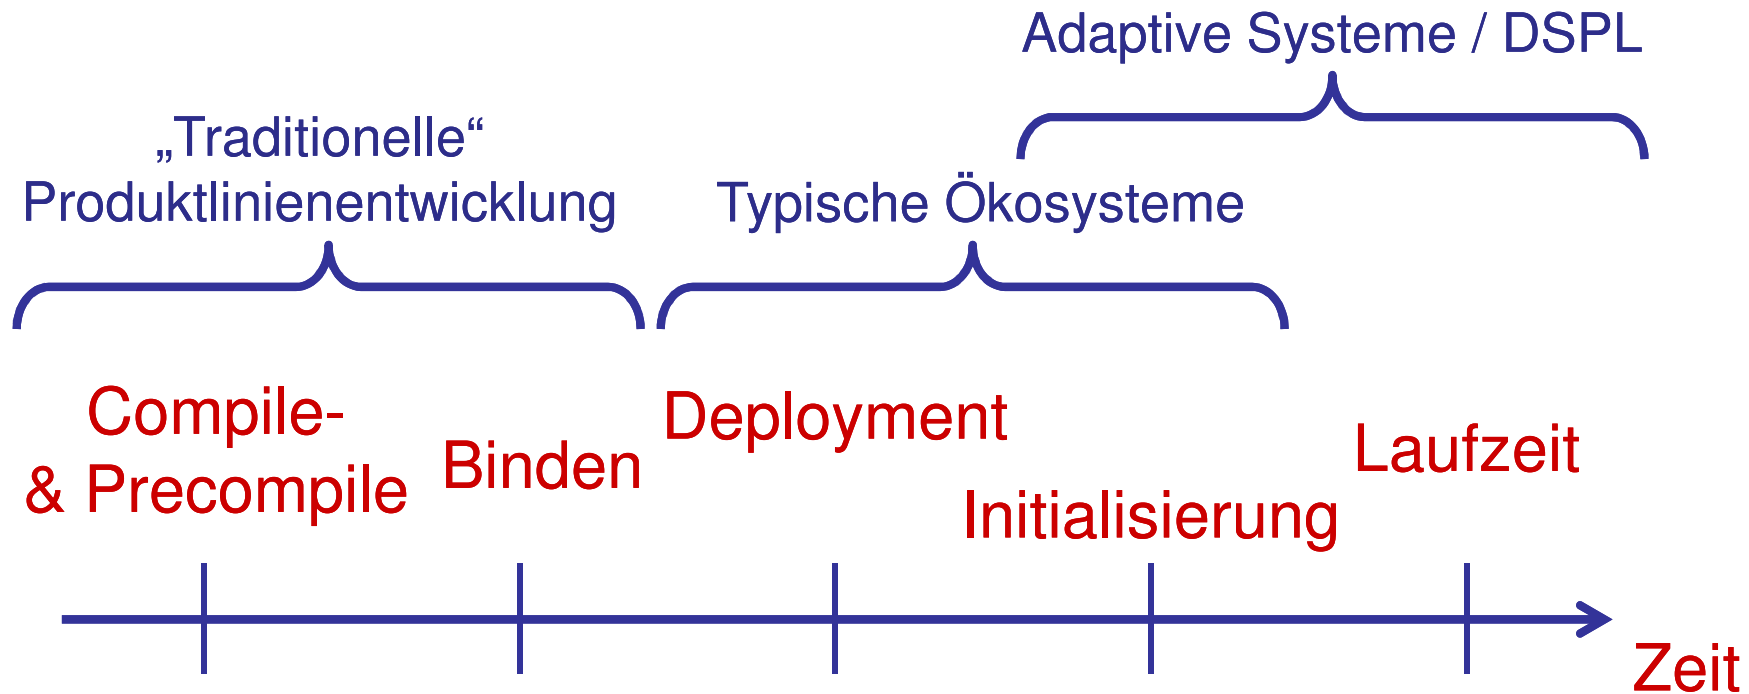 Adaptive Systeme / DSPL
„Traditionelle“
Produktlinienentwicklung
Typische Ökosysteme
Compile-
& Precompile
Binden
Deployment
Initialisierung
Laufzeit
Zeit